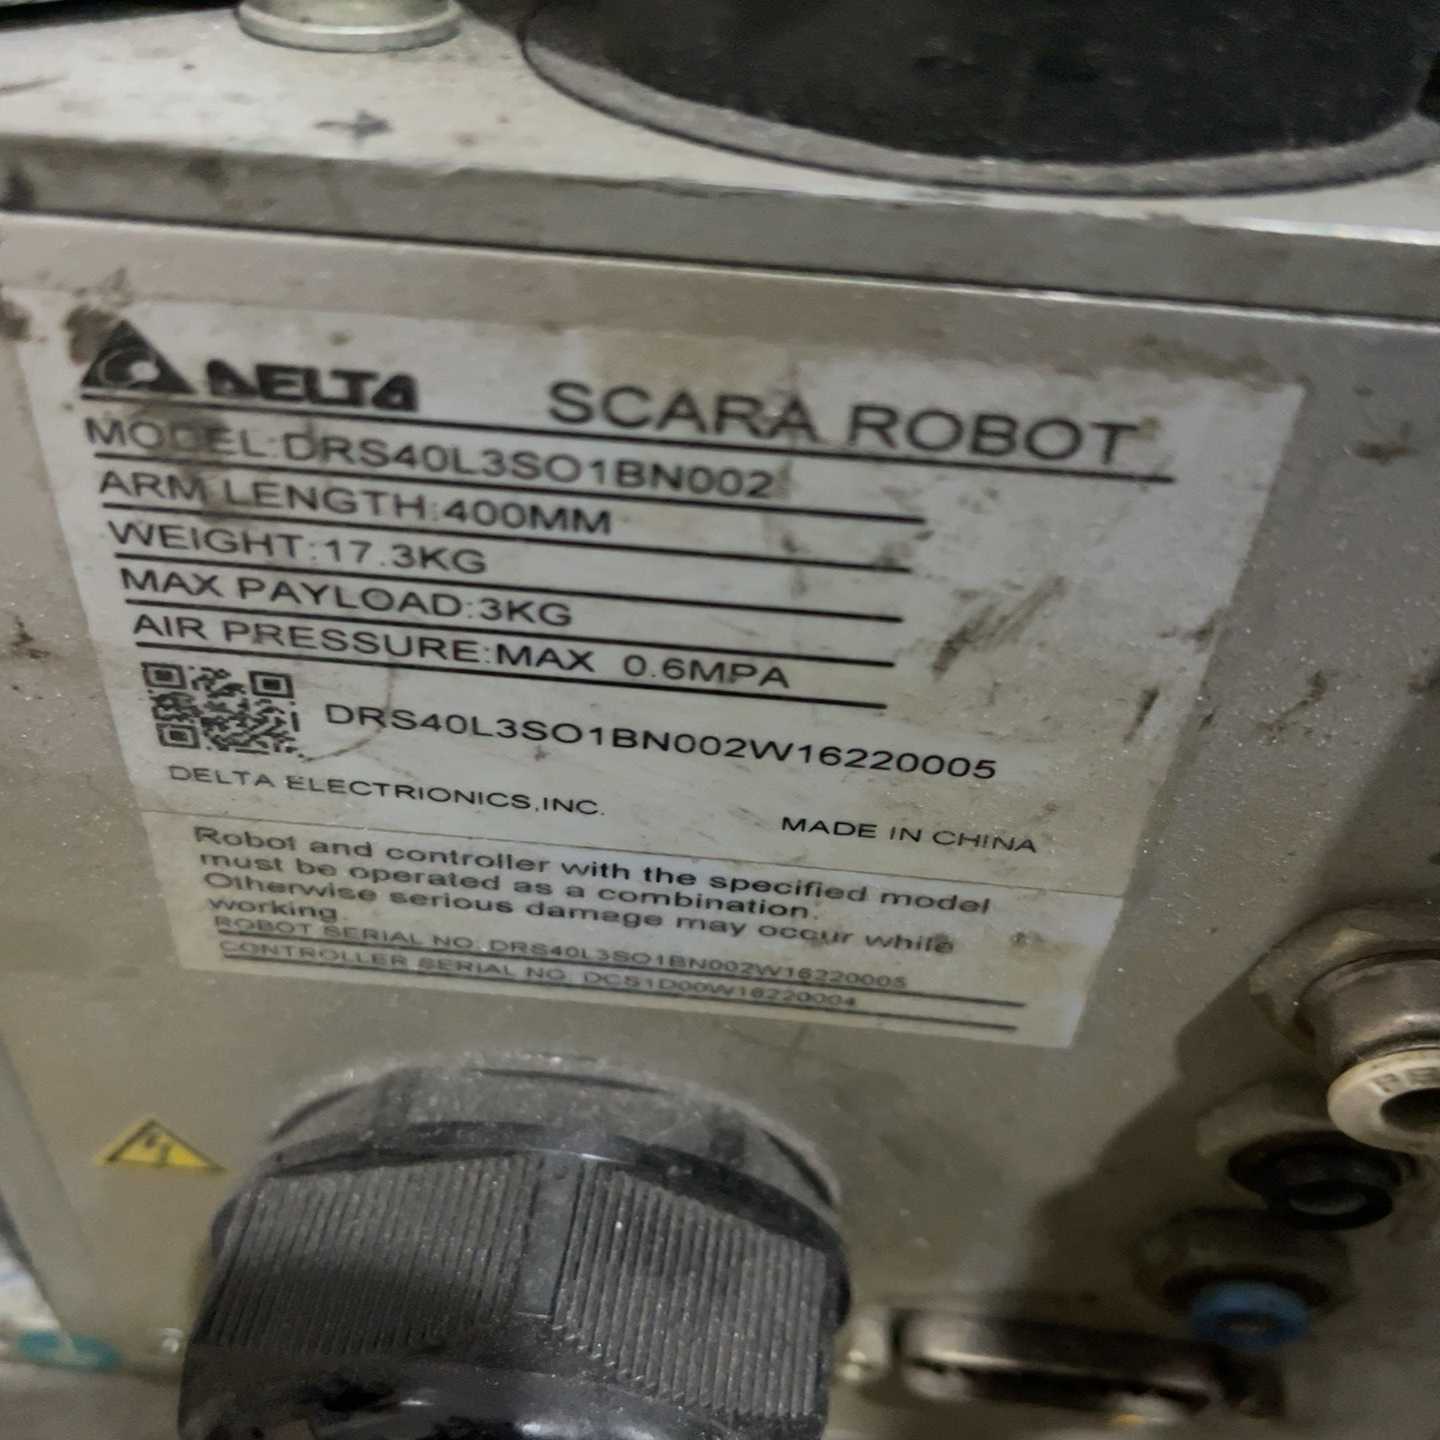 DELTA SCARA ROBOT
MODEL:DRS40L3SO1BN002
ARM LENGTH:400MM
WEIGHT:17.3KG
MAX PAYLOAD:3KG
AIR PRESSURE:MAX 0.6MPA
DRS40L3SO1BN002W16220005
DELTA ELECTRIONICS,INC. MADE IN CHINA
Robot and controller with the specified model
must be operated as a combination.
Otherwise serious damage may occur while
working.
ROBOT SERIAL NO. DRS40L3SO1BN002W16220005
CONTROLLER SERIAL NO. DCS1D00W16220004